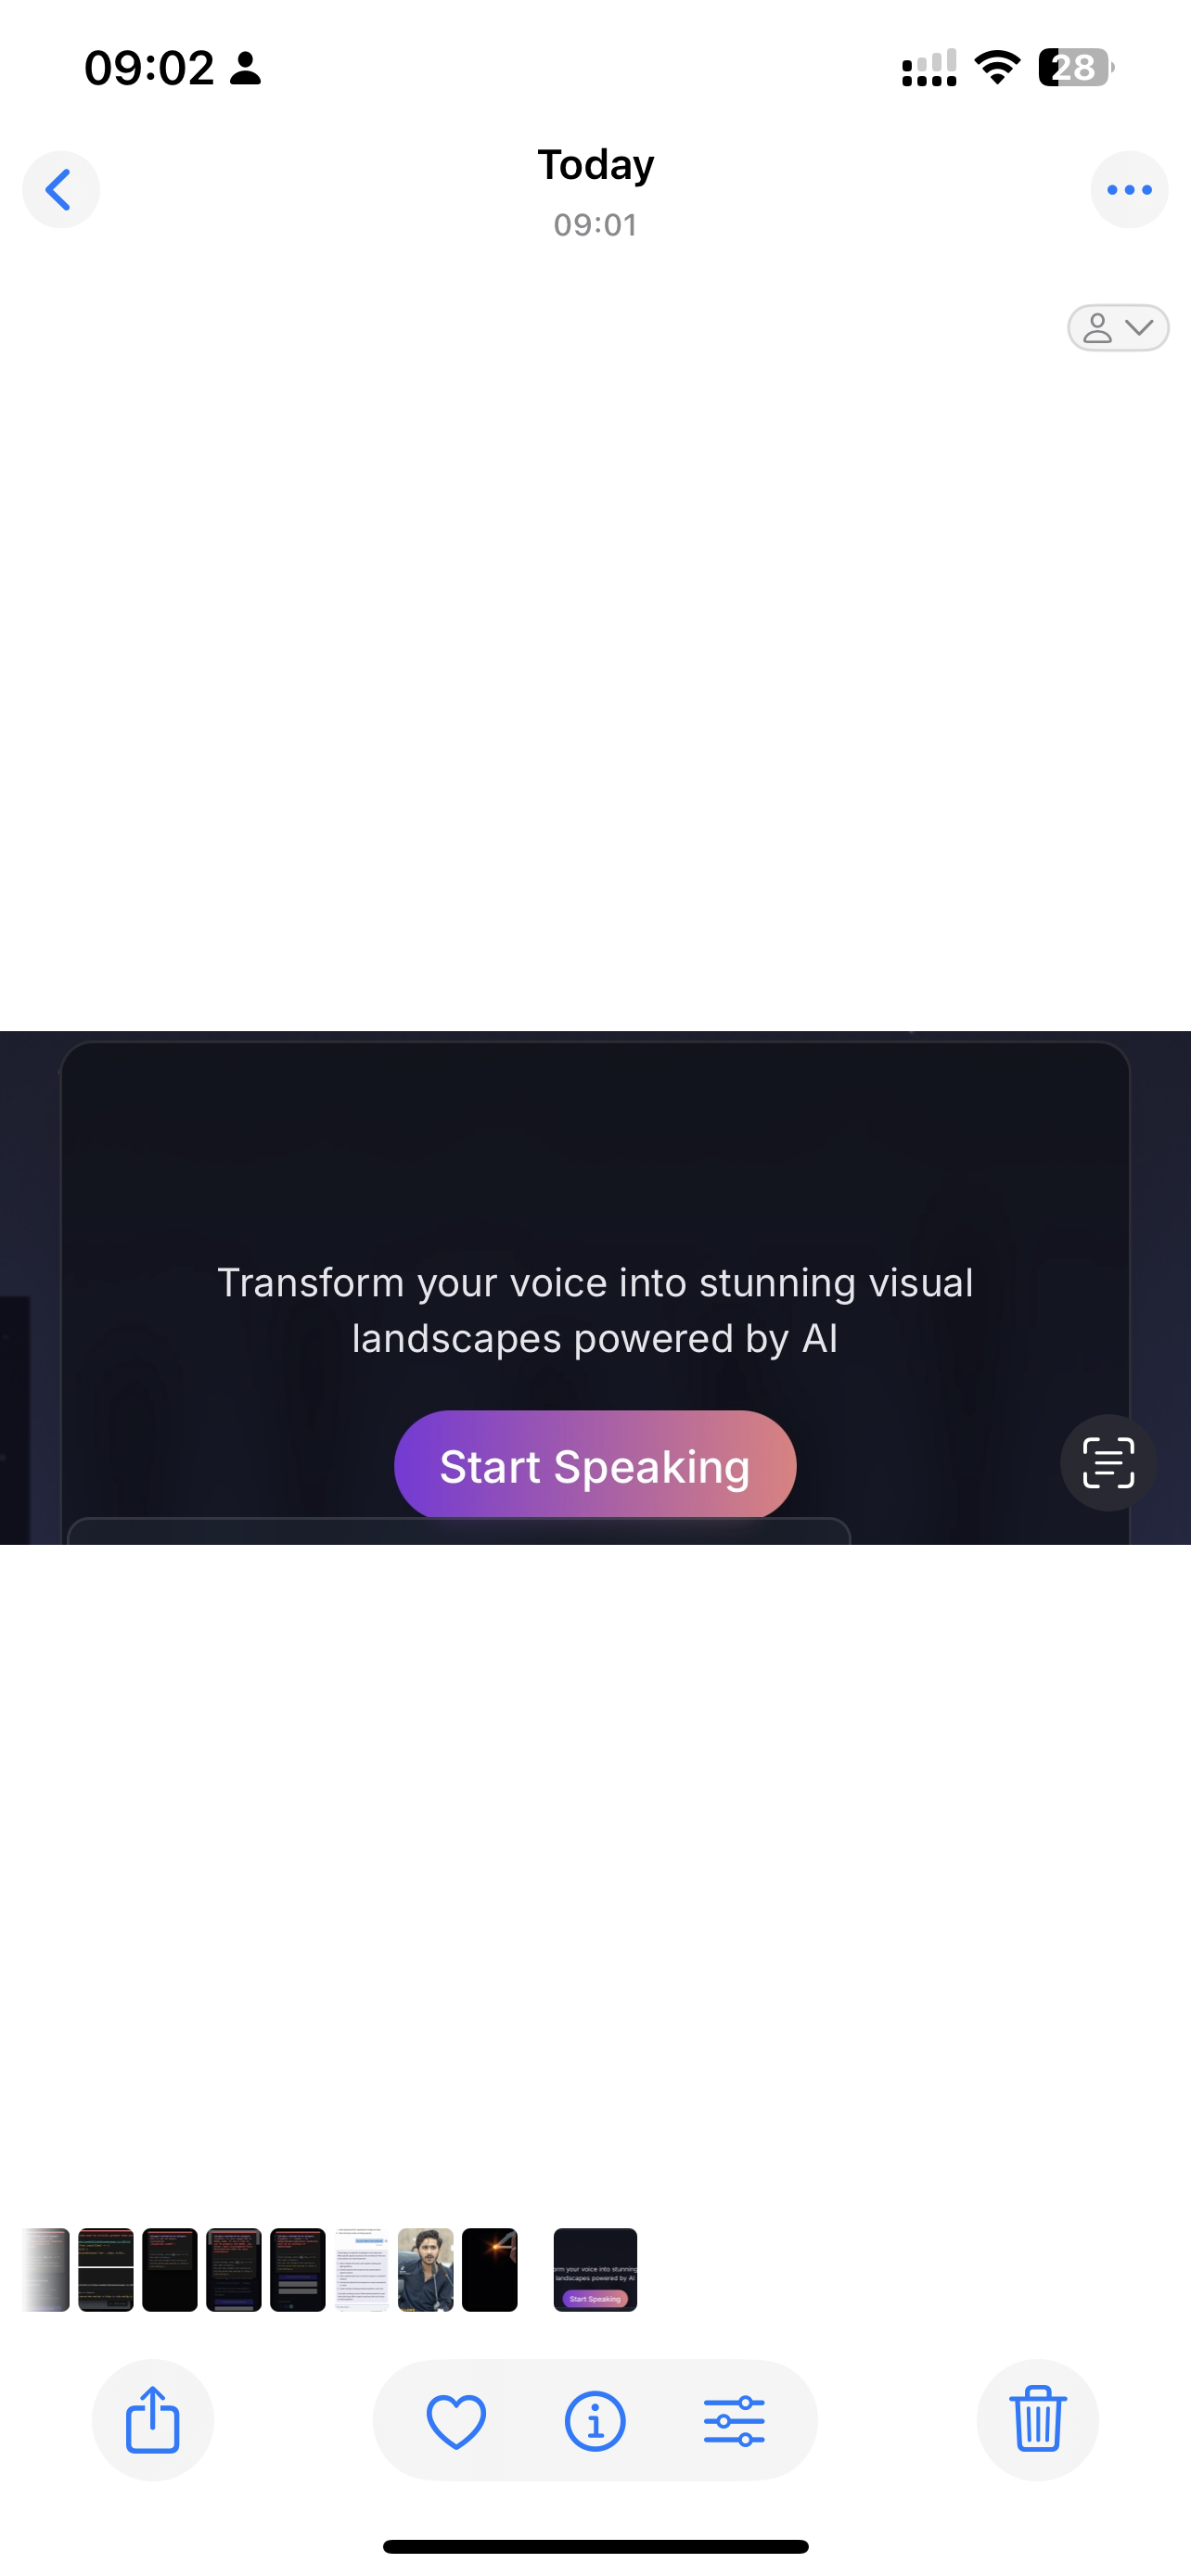 09:02
28
Today
09:01
Transform your voice into stunning visual
landscapes powered by AI
Start Speaking
orm your voice into stunning
landscapes powered by AI
Start Speaking